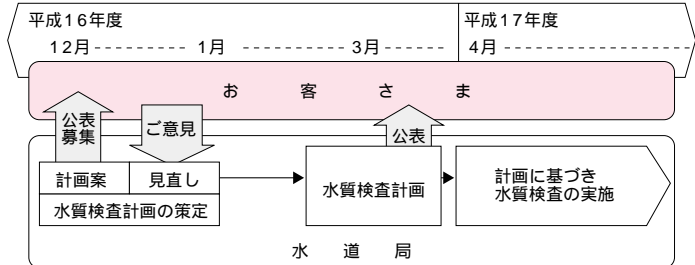 平成16年度
平成17年度
12月 1月 3月 4月
お客さま
公表
募集
ご意見
公表
計画案
見直し
水質検査計画の策定
水質検査計画
計画に基づき
水質検査の実施
水道局